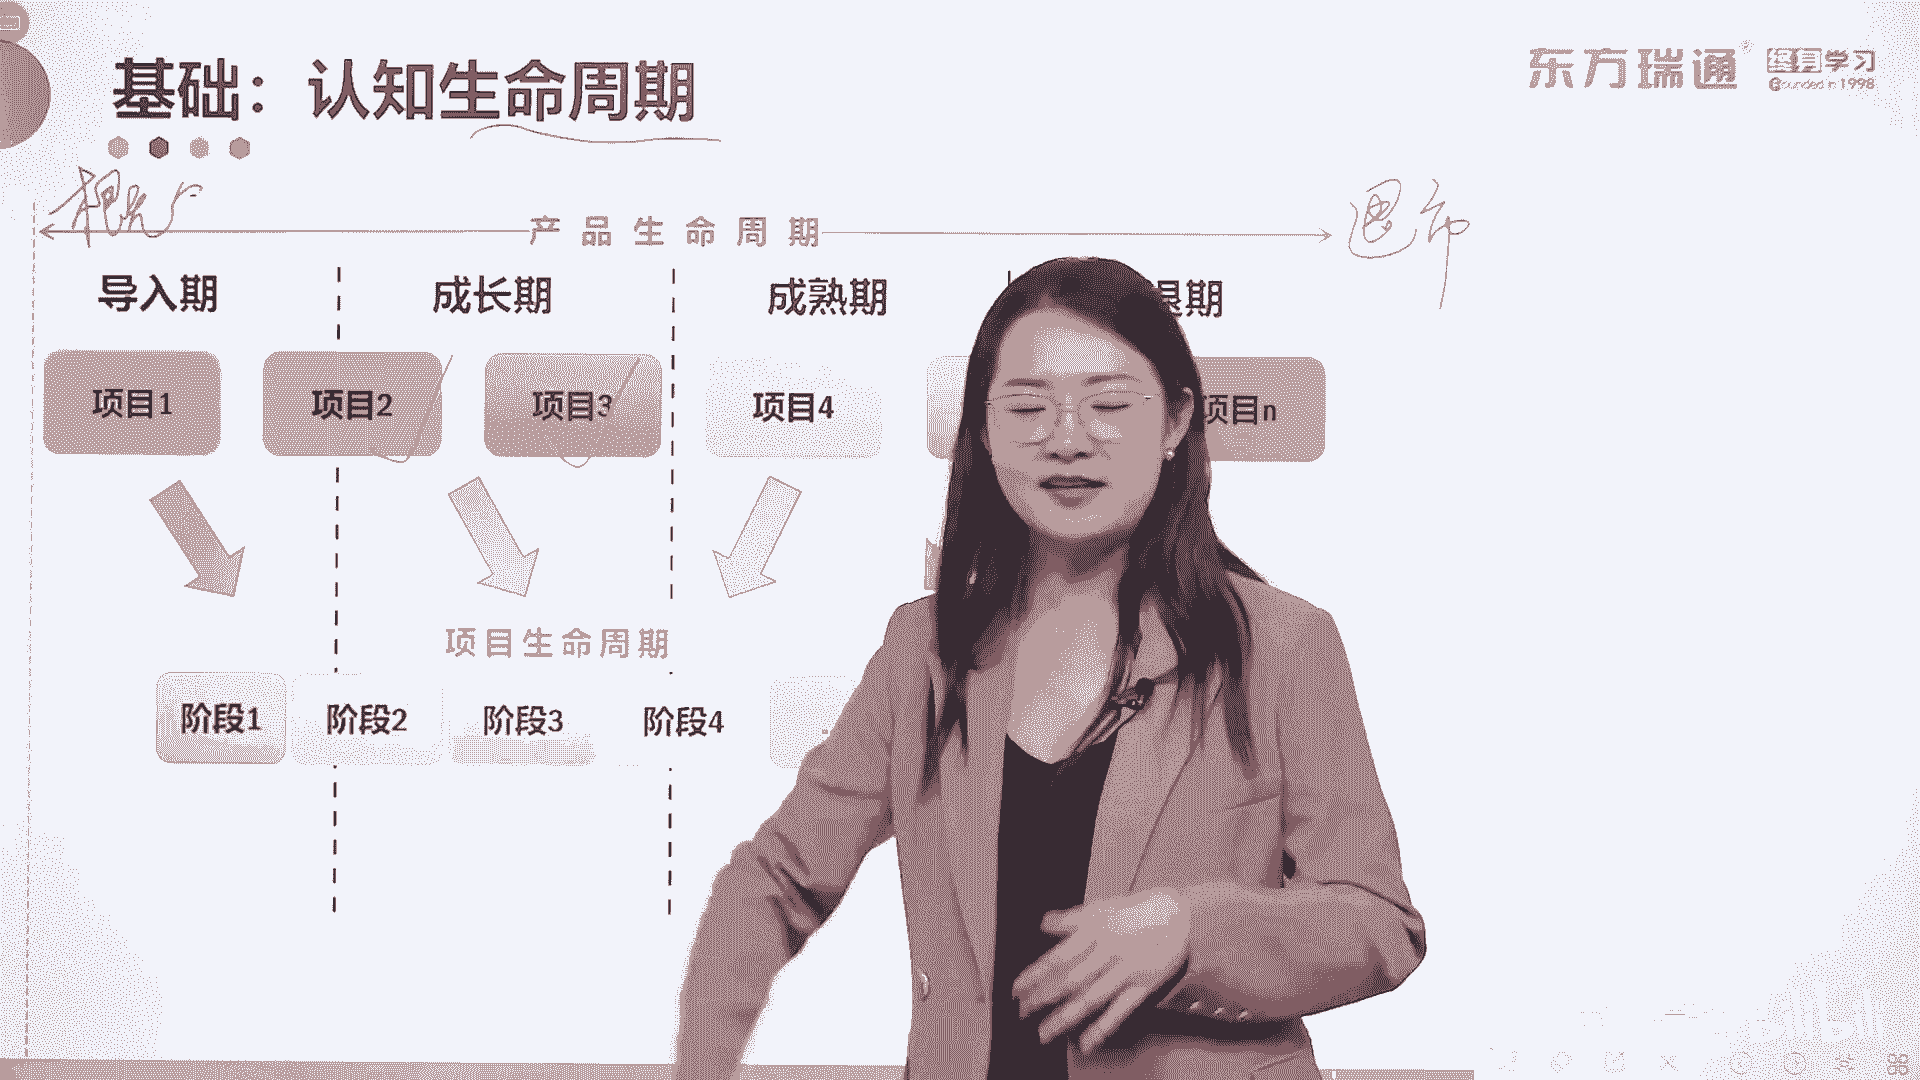 基础：认知生命周期
东方瑞通®
终身学习
Founded in 1998
概念
退市
产品生命周期
导入期
成长期
成熟期
退期
项目1
项目2
项目3
项目4
项目n
项目生命周期
阶段1
阶段2
阶段3
阶段4